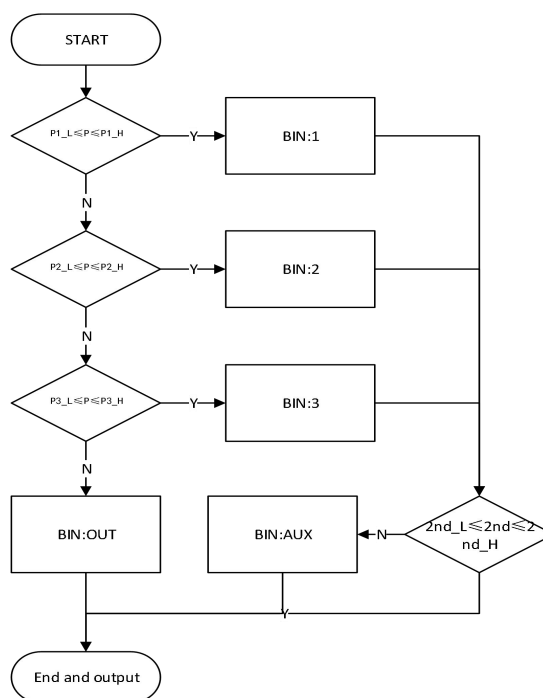 START
P1_L≤P≤P1_H
Y
BIN:1
N
P2_L≤P≤P2_H
Y
BIN:2
N
P3_L≤P≤P3_H
Y
BIN:3
N
BIN:OUT
BIN:AUX
N
2nd_L≤2nd≤2
nd_H
Y
End and output